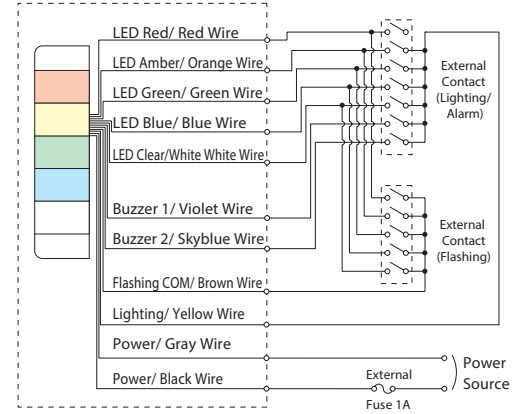 LED Red/ Red Wire
LED Amber/ Orange Wire
LED Green/ Green Wire
LED Blue/ Blue Wire
LED Clear/White White Wire
Buzzer 1/ Violet Wire
Buzzer 2/ Skyblue Wire
Flashing COM/ Brown Wire
Lighting/ Yellow Wire
Power/ Gray Wire
Power/ Black Wire
External
Contact
(Lighting/
Alarm)
External
Contact
(Flashing)
Power
Source
External
Fuse 1A